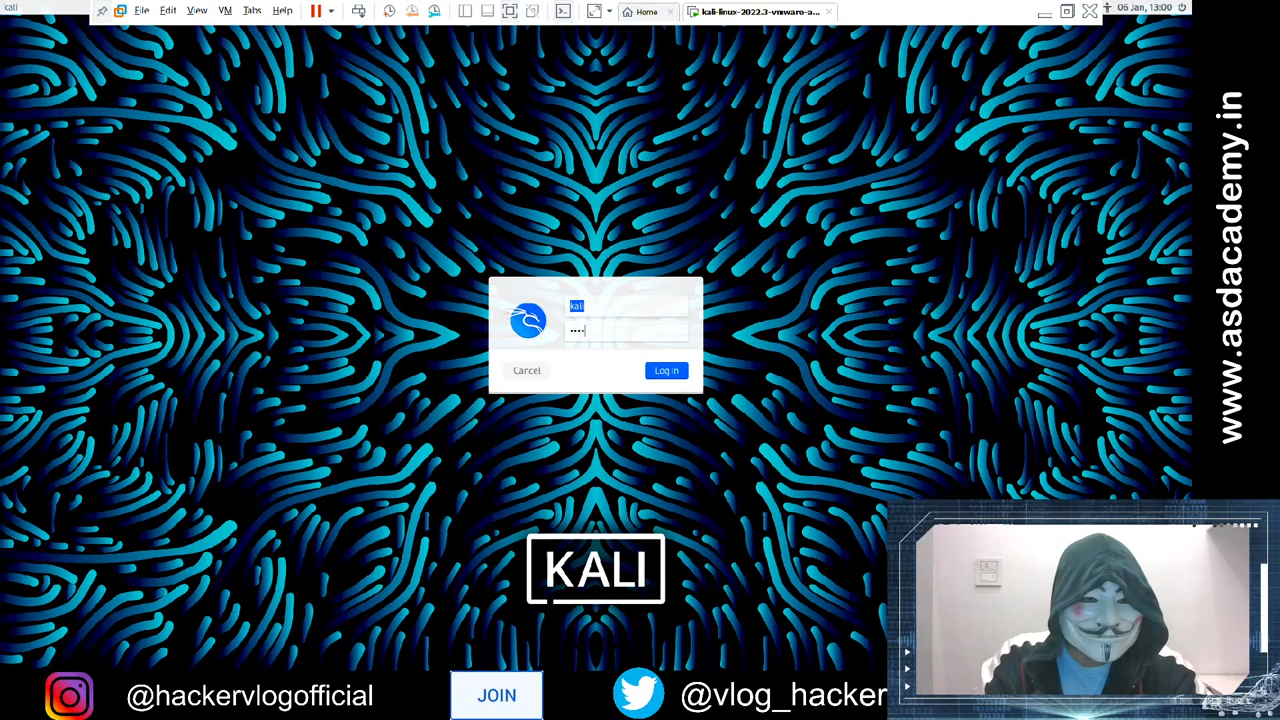 kali
File Edit View VM Tabs Help
Home
kali-linux-2022.3-vmware-a...
06 Jan, 13:00
www.asdacademy.in
kali
••••
Cancel
Log In
KALI
@hackervlogofficial
JOIN
@vlog_hacker